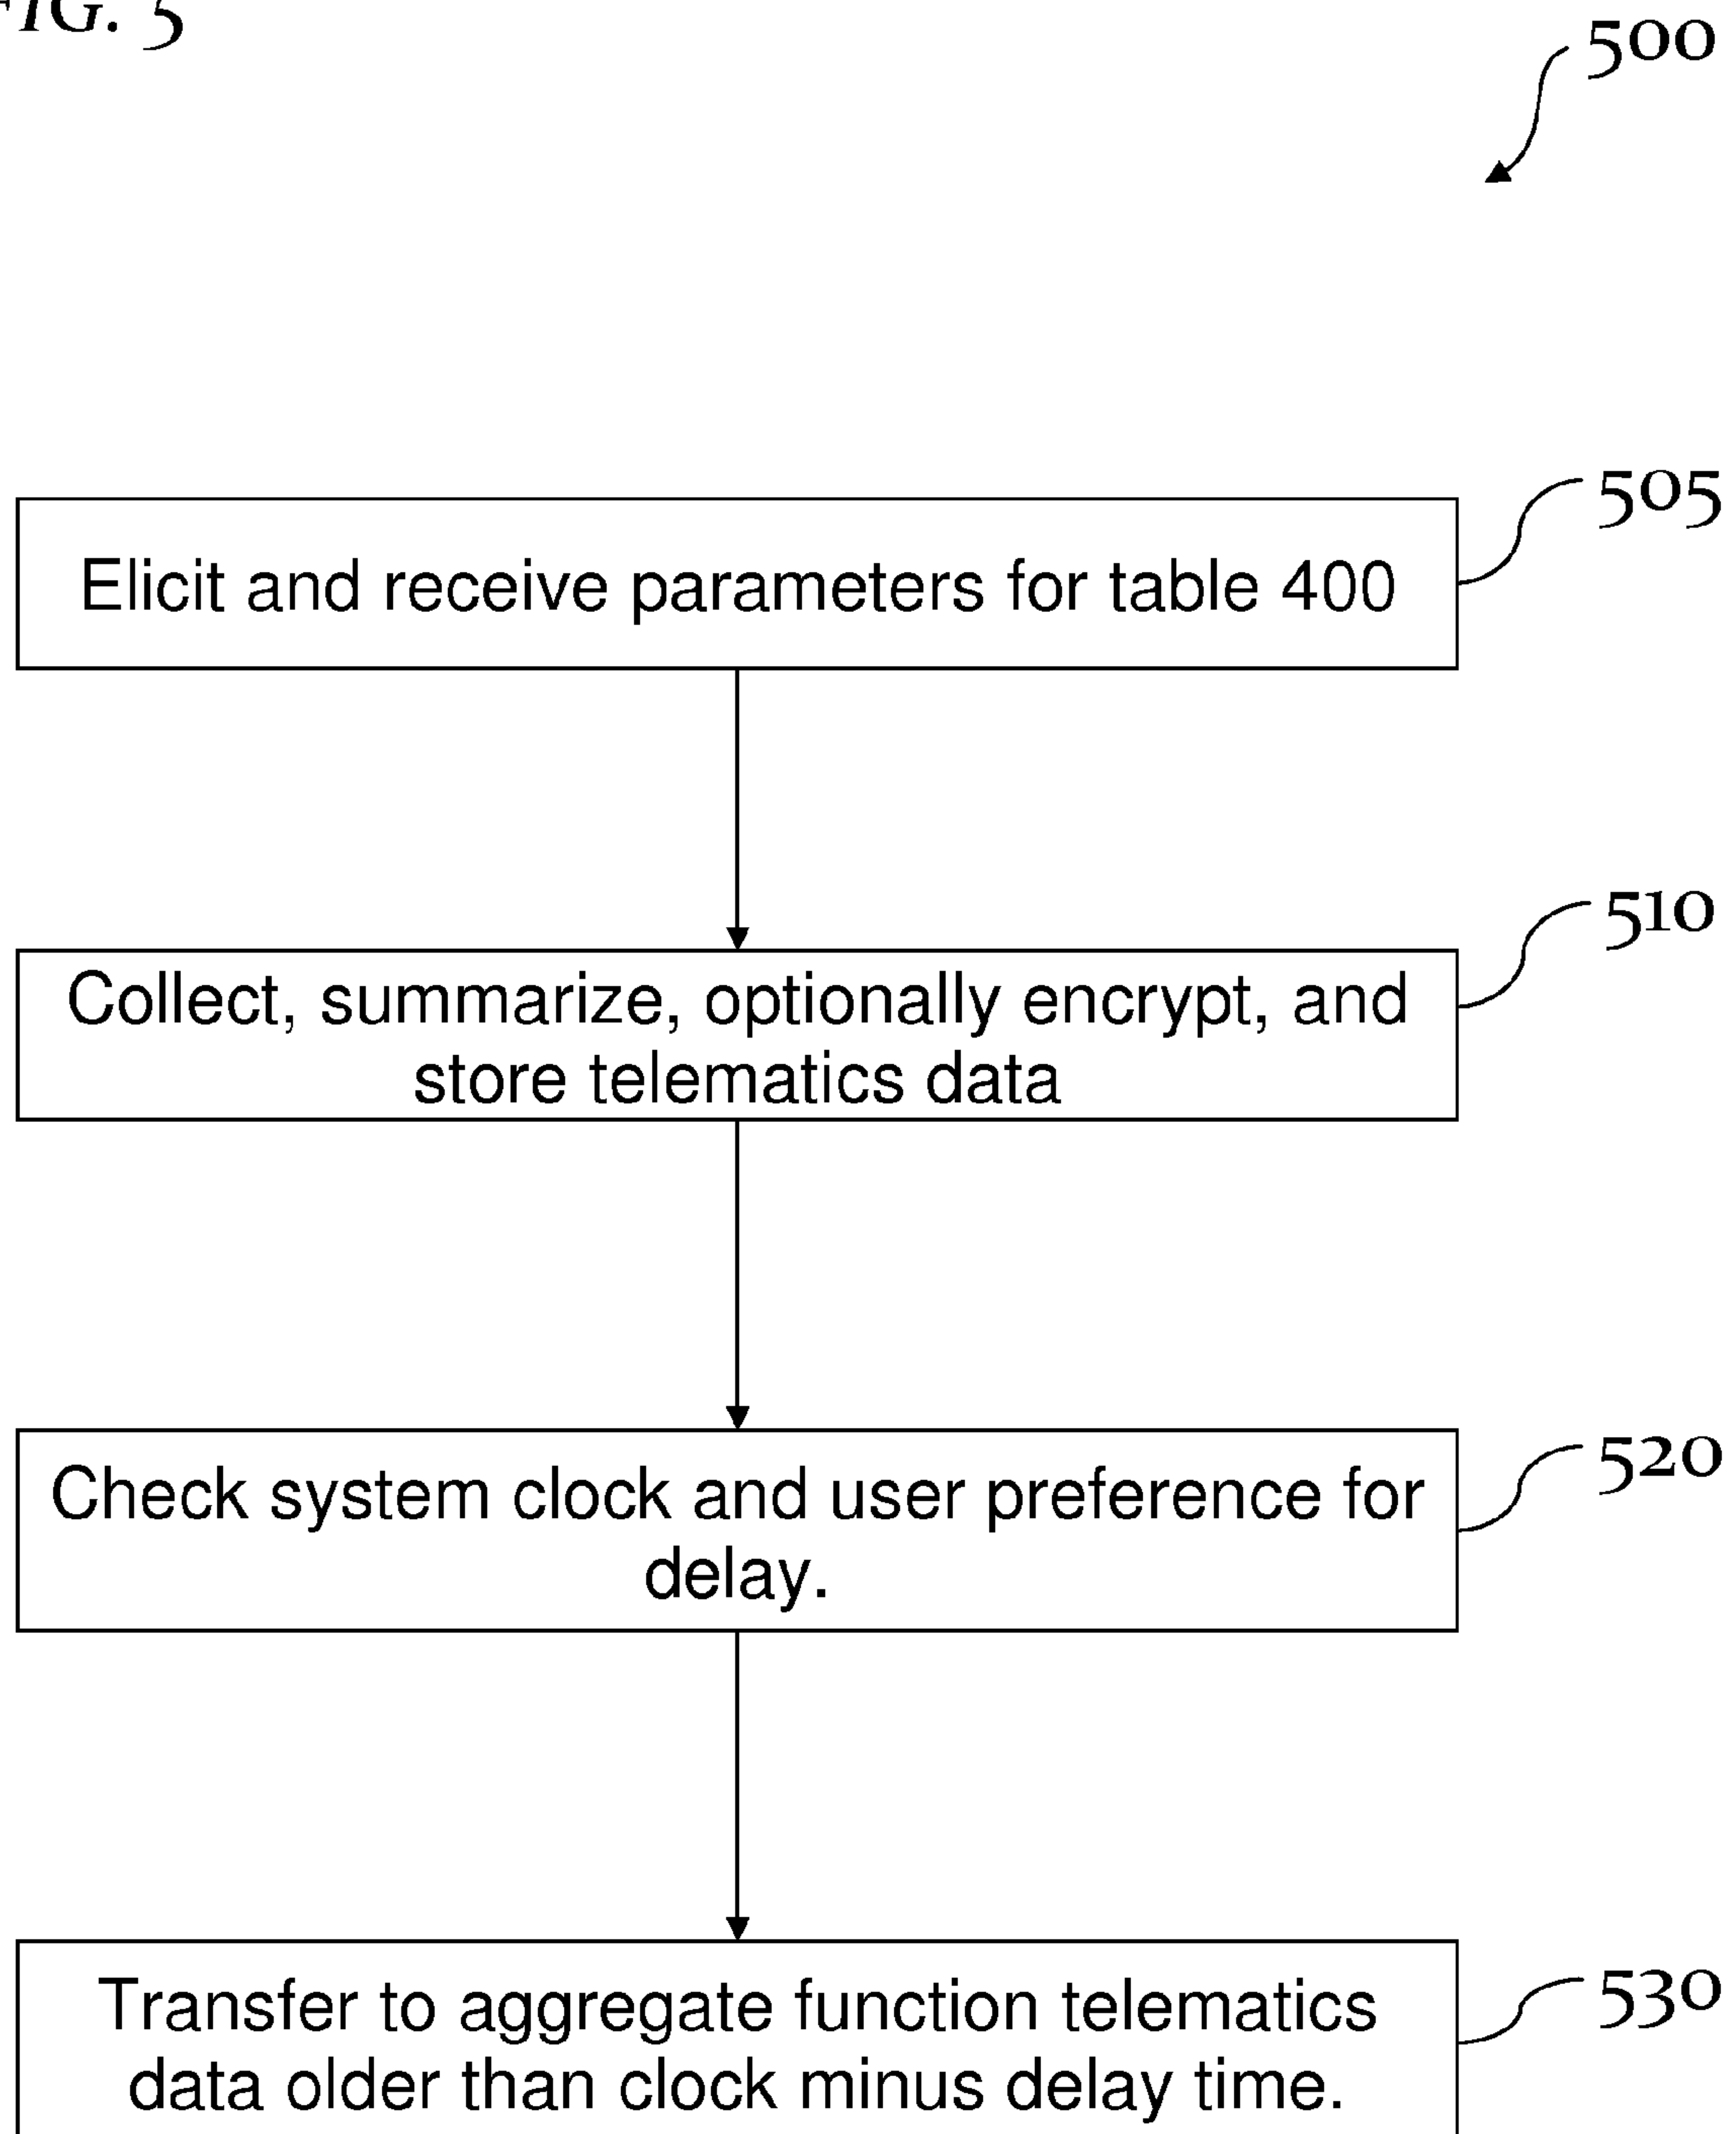 FIG. 5
500
505
Elicit and receive parameters for table 400
510
Collect, summarize, optionally encrypt, and
store telematics data
520
Check system clock and user preference for
delay.
530
Transfer to aggregate function telematics
data older than clock minus delay time.